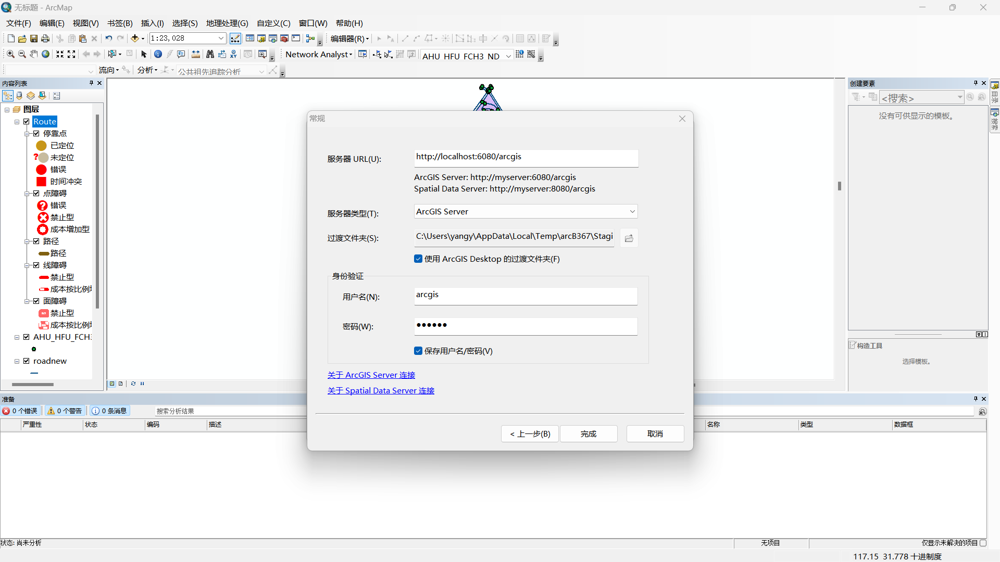 无标题 - ArcMap
文件(F) 编辑(E) 视图(V) 书签(B) 插入(I) 选择(S) 地理处理(G) 自定义(C) 窗口(W) 帮助(H)
1:23,028
编辑器(R)
Network Analyst
AHU_HFU_FCH3_ND
流向
分析
公共祖先追踪分析
内容列表
图层
Route
停靠点
已定位
未定位
错误
时间冲突
点障碍
错误
禁止型
成本增加型
路径
路径
线障碍
禁止型
成本按比例
面障碍
禁止型
成本按比例
AHU_HFU_FCH3
roadnew
常规
服务器 URL(U):
http://localhost:6080/arcgis
ArcGIS Server: http://myserver:6080/arcgis
Spatial Data Server: http://myserver:8080/arcgis
服务器类型(T):
ArcGIS Server
过渡文件夹(S):
C:\Users\yangy\AppData\Local\Temp\arcB367\Stagi
使用 ArcGIS Desktop 的过渡文件夹(F)
身份验证
用户名(N):
arcgis
密码(W):
●●●●●●
保存用户名/密码(V)
关于 ArcGIS Server 连接
关于 Spatial Data Server 连接
< 上一步(B)
完成
取消
创建要素
<搜索>
没有可供显示的模板。
构造工具
选择模板。
目录
搜索
准备
0 个错误
0 个警告
0 条消息
搜索分析结果
严重性 状态 编码 描述 名称 类型 数据框
状态: 尚未分析
无项目
仅显示未解决的项目
117.15 31.778 十进制度